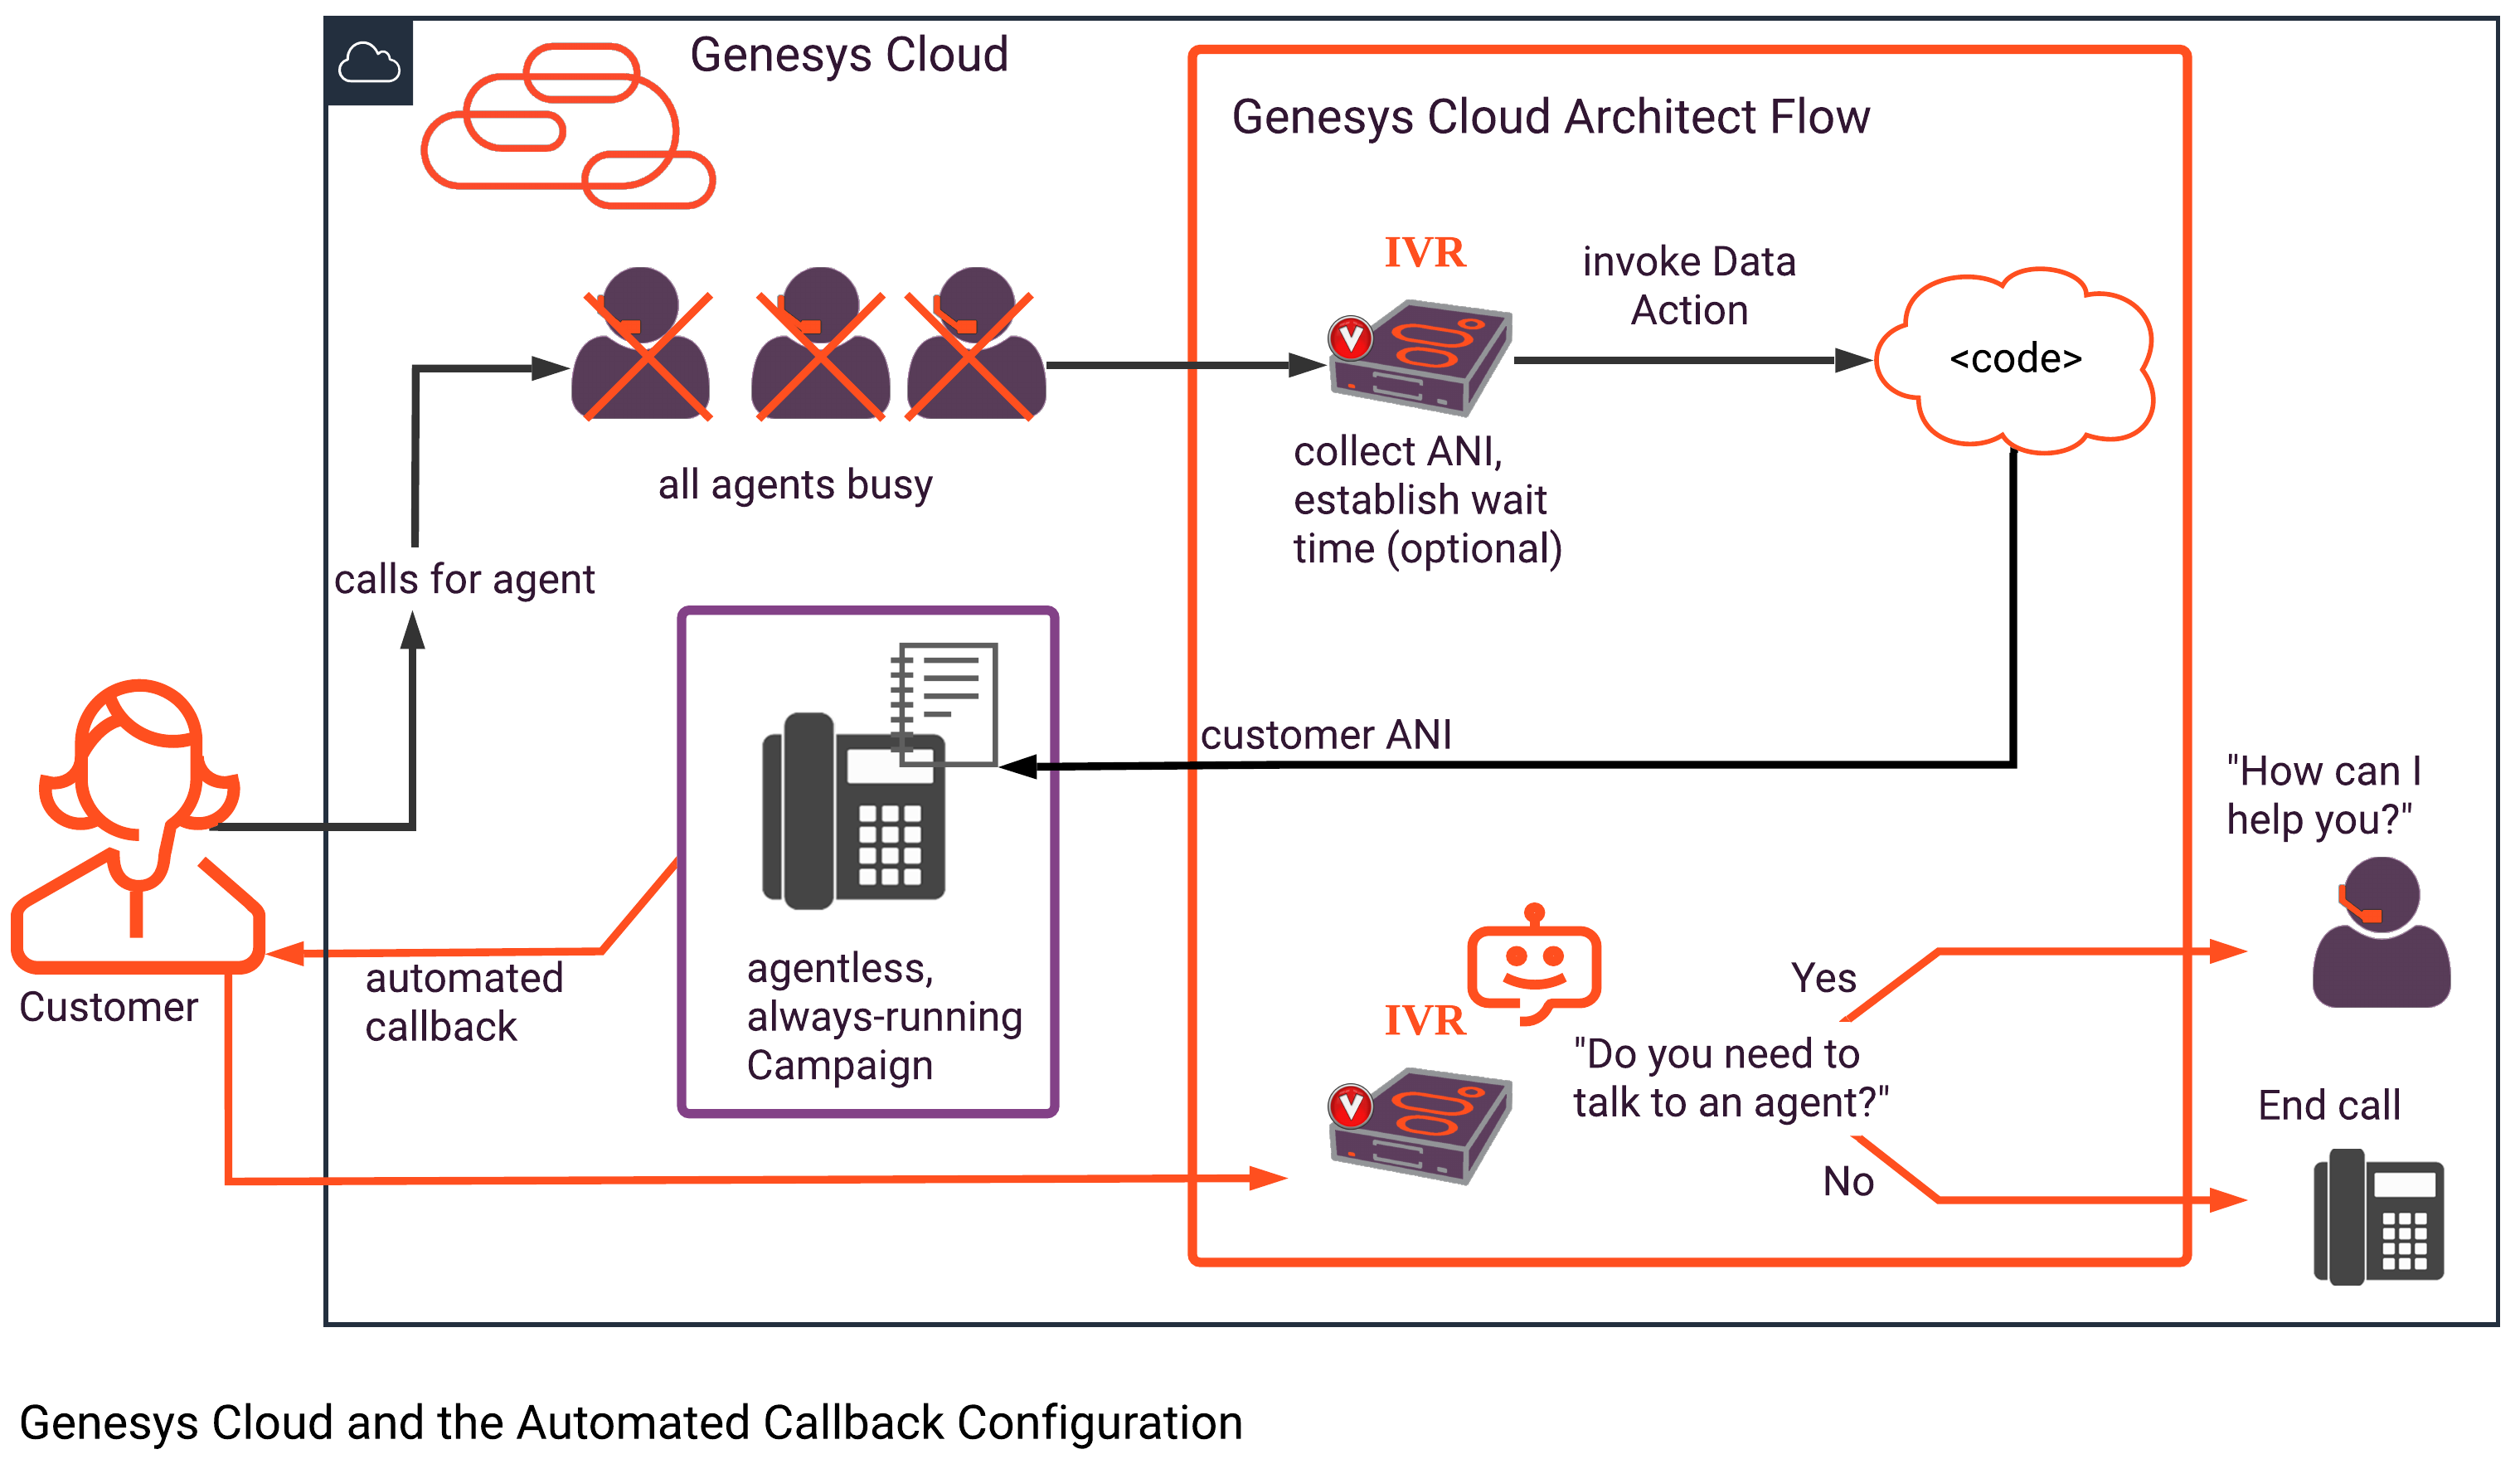 Genesys Cloud
Genesys Cloud Architect Flow
IVR
invoke Data
Action
<code>
collect ANI,
establish wait
time (optional)
all agents busy
calls for agent
customer ANI
"How can I
help you?"
Customer
automated
callback
agentless,
always-running
Campaign
IVR
"Do you need to
talk to an agent?"
Yes
No
End call
Genesys Cloud and the Automated Callback Configuration